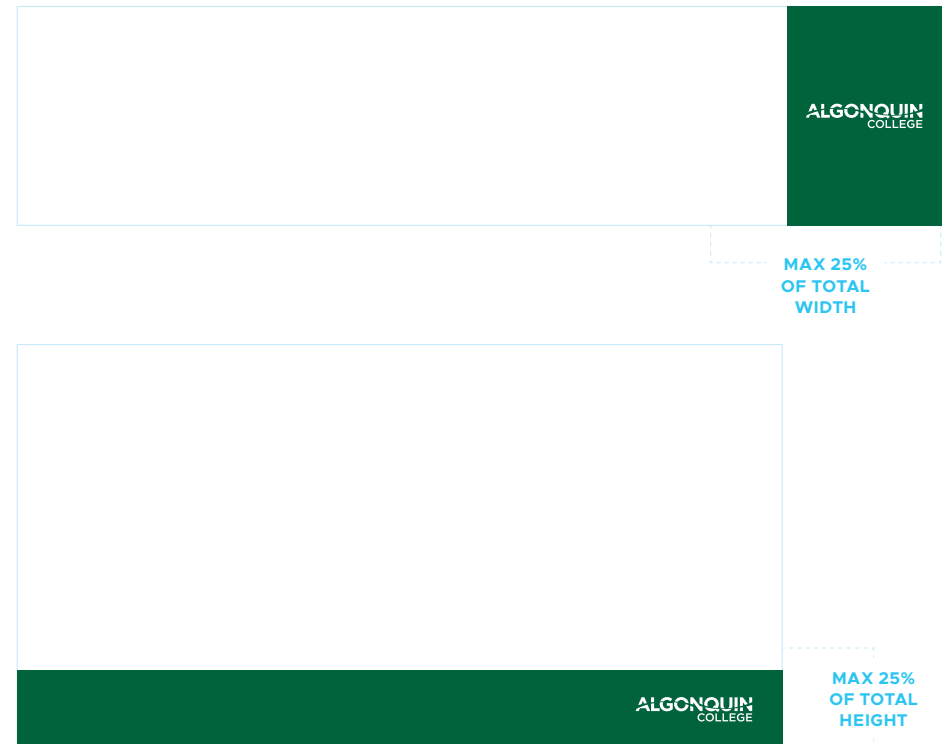 ALGONQUIN
COLLEGE
MAX 25%
OF TOTAL
WIDTH
ALGONQUIN
COLLEGE
MAX 25%
OF TOTAL
HEIGHT